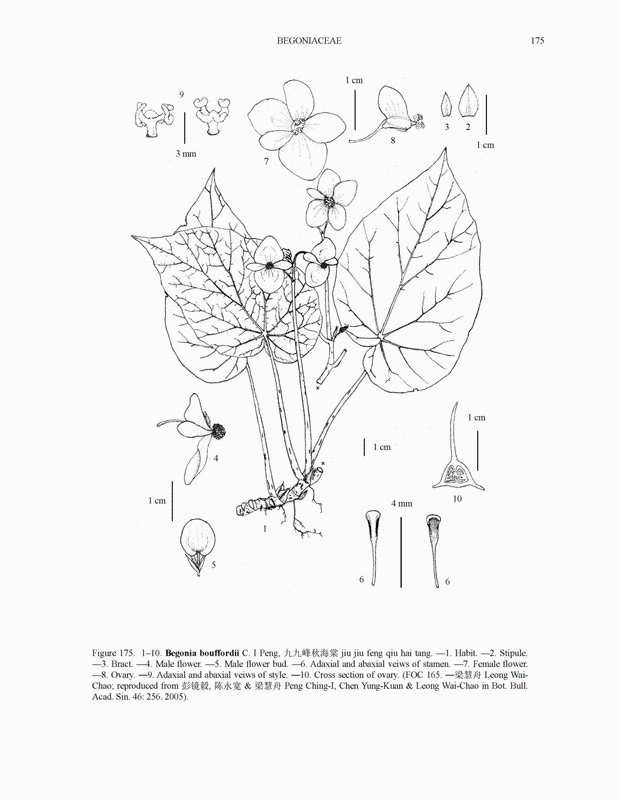 BEGONIACEAE 175
1 cm
9
3 mm
7
8
3 2
1 cm
4
1 cm
1 cm
1 cm
10
1
4 mm
5
6
6
Figure 175. 1–10. Begonia bouffordii C. I Peng, 九九峰秋海棠 jiu jiu feng qiu hai tang. —1. Habit. —2. Stipule.
—3. Bract. —4. Male flower. —5. Male flower bud. —6. Adaxial and abaxial veiws of stamen. —7. Female flower.
—8. Ovary. —9. Adaxial and abaxial veiws of style. —10. Cross section of ovary. (FOC 165. —梁慧舟 Leong Wai-
Chao; reproduced from 彭镜毅, 陈永宽 & 梁慧舟 Peng Ching-I, Chen Yung-Kuan & Leong Wai-Chao in Bot. Bull.
Acad. Sin. 46: 256. 2005).